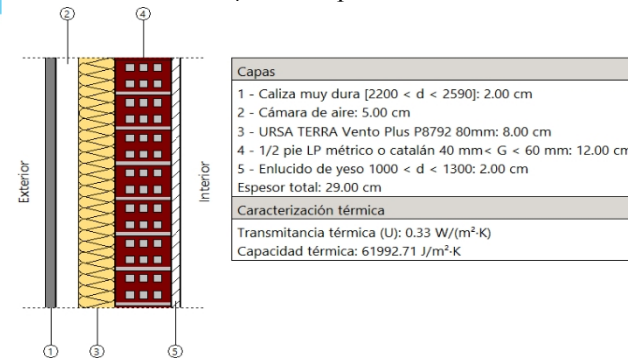 2
4
Exterior
Interior
1
3
5
Capas
1 - Caliza muy dura [2200 < d < 2590]: 2.00 cm
2 - Cámara de aire: 5.00 cm
3 - URSA TERRA Vento Plus P8792 80mm: 8.00 cm
4 - 1/2 pie LP métrico o catalán 40 mm< G < 60 mm: 12.00 cm
5 - Enlucido de yeso 1000 < d < 1300: 2.00 cm
Espesor total: 29.00 cm
Caracterización térmica
Transmitancia térmica (U): 0.33 W/(m²·K)
Capacidad térmica: 61992.71 J/m²·K